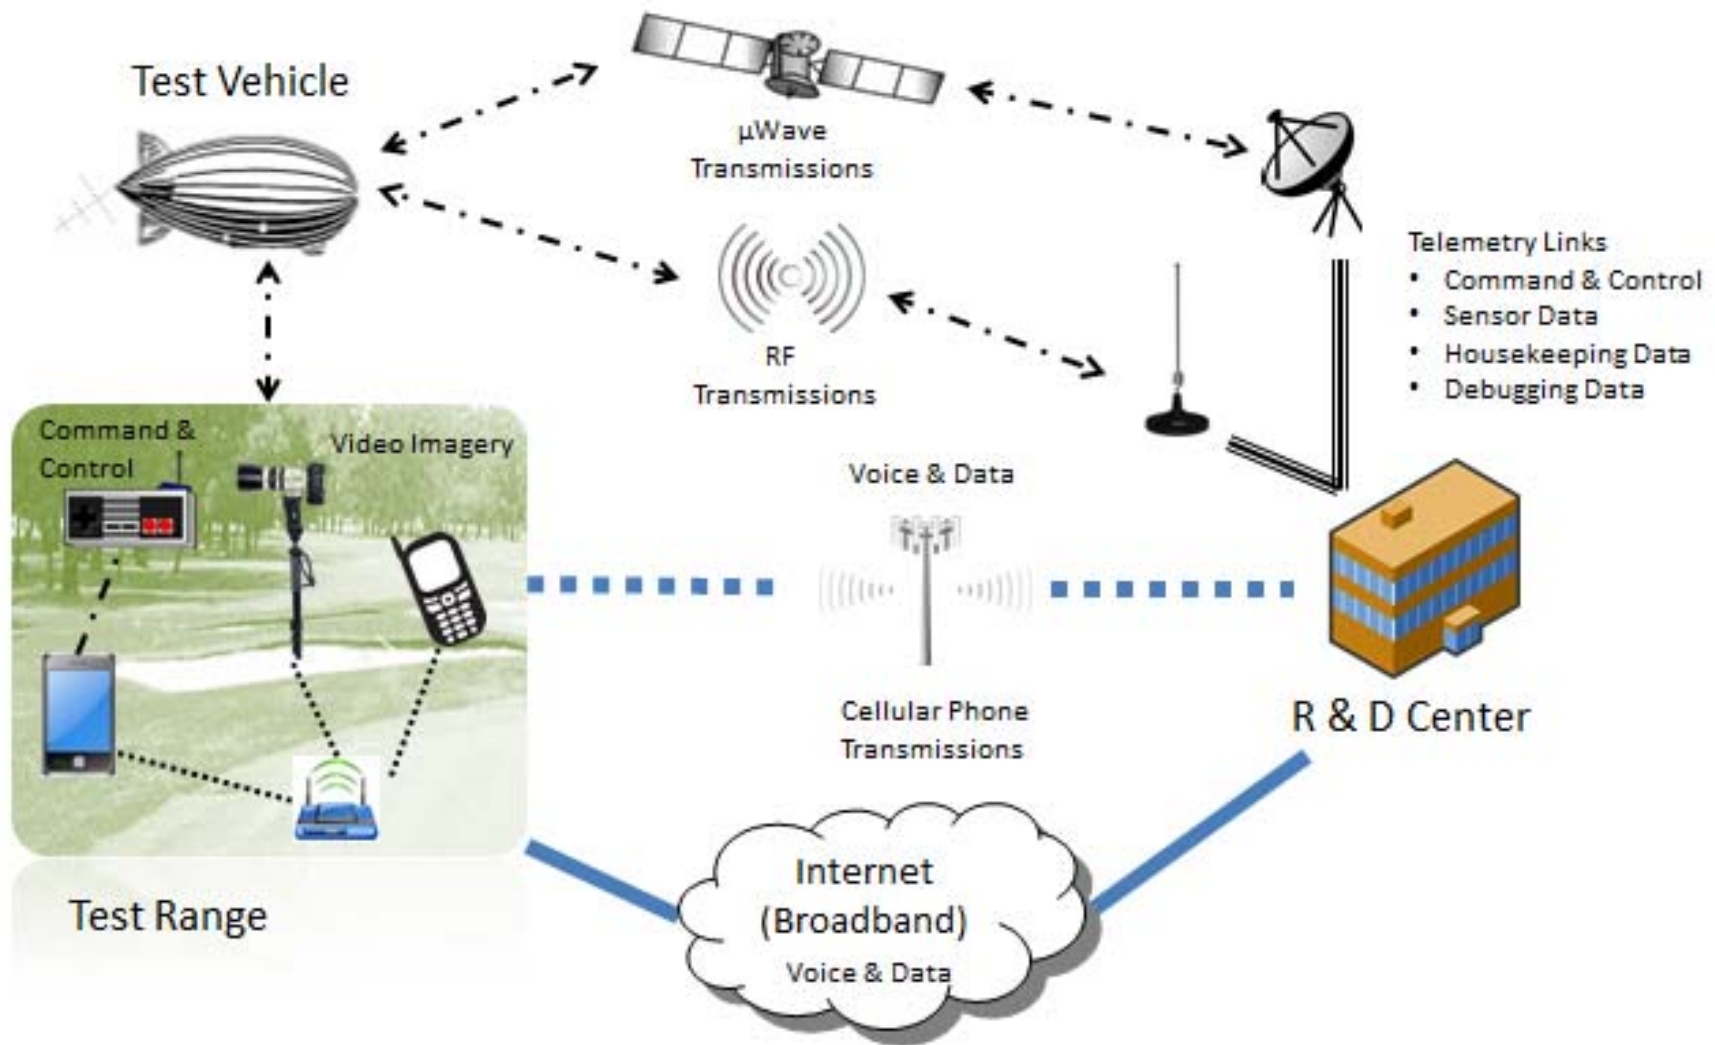 Test Vehicle
µWave
Transmissions
Telemetry Links
• Command & Control
• Sensor Data
• Housekeeping Data
• Debugging Data
RF
Transmissions
Command &
Control
Video Imagery
Voice & Data
Cellular Phone
Transmissions
R & D Center
Internet
(Broadband)
Voice & Data
Test Range